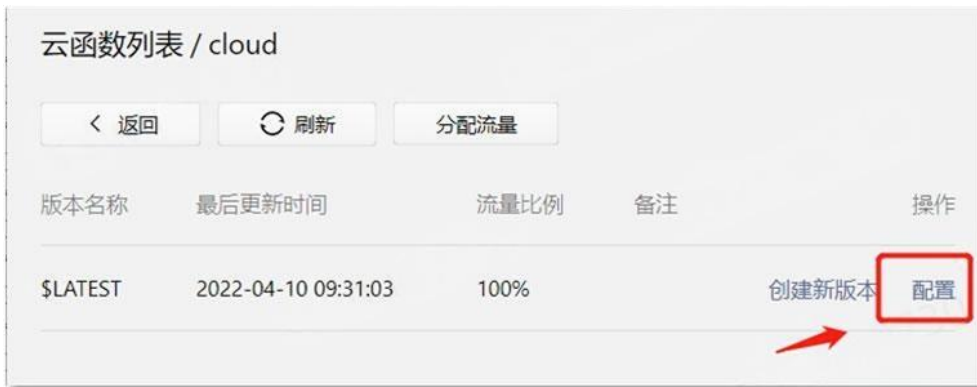 云函数列表 / cloud
返回 刷新 分配流量
版本名称 最后更新时间 流量比例 备注 操作
$LATEST 2022-04-10 09:31:03 100% 创建新版本 配置